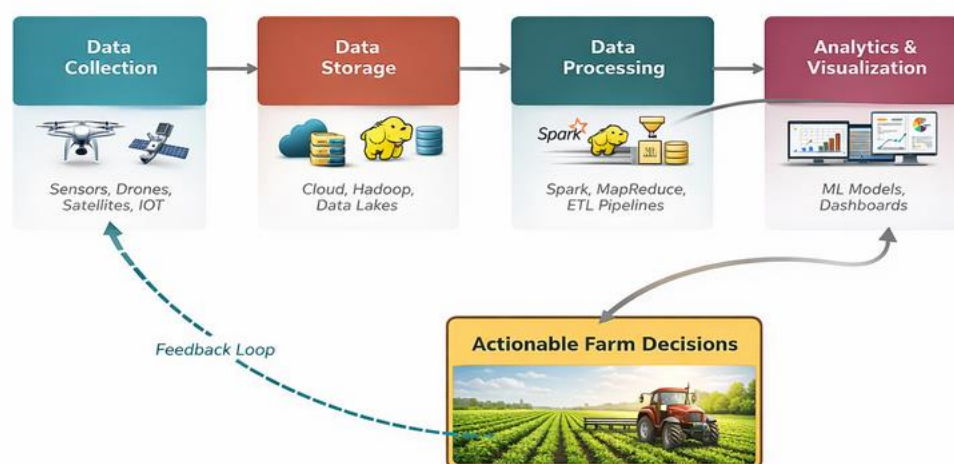 Data
Collection
Data
Storage
Data
Processing
Analytics &
Visualization
Spark
Sensors, Drones,
Satellites, IOT
Cloud, Hadoop,
Data Lakes
Spark, MapReduce,
ETL Pipelines
ML Models,
Dashboards
Feedback Loop
Actionable Farm Decisions